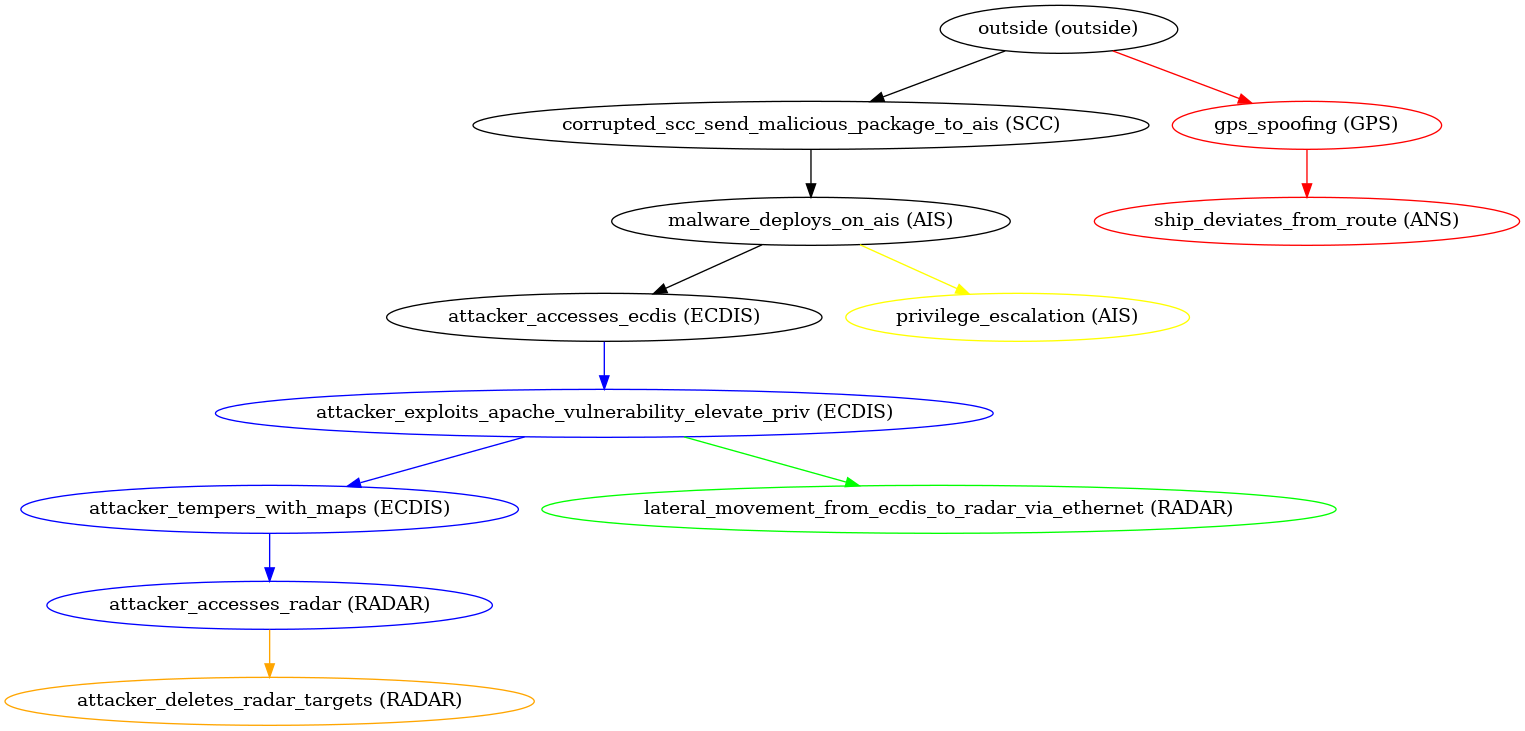 outside (outside)
corrupted_scc_send_malicious_package_to_ais (SCC)
gps_spoofing (GPS)
malware_deploys_on_ais (AIS)
ship_deviates_from_route (ANS)
attacker_accesses_ecdis (ECDIS)
privilege_escalation (AIS)
attacker_exploits_apache_vulnerability_elevate_priv (ECDIS)
attacker_tempers_with_maps (ECDIS)
lateral_movement_from_ecdis_to_radar_via_ethernet (RADAR)
attacker_accesses_radar (RADAR)
attacker_deletes_radar_targets (RADAR)